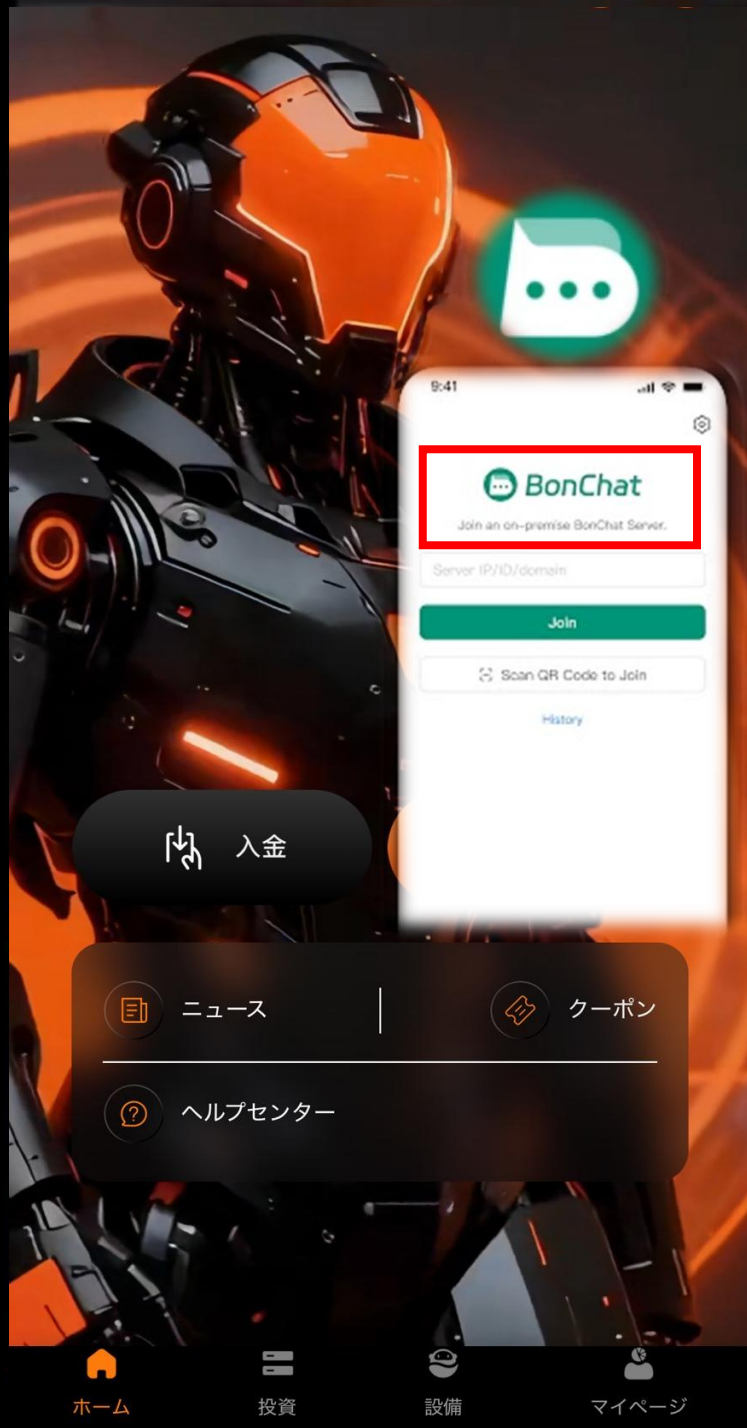 9:41
BonChat
Join an on-premise BonChat Server.
Server IP/ID/domain
Join
Scan QR Code to Join
History
入金
ニュース
クーポン
ヘルプセンター
ホーム
投資
設備
マイページ